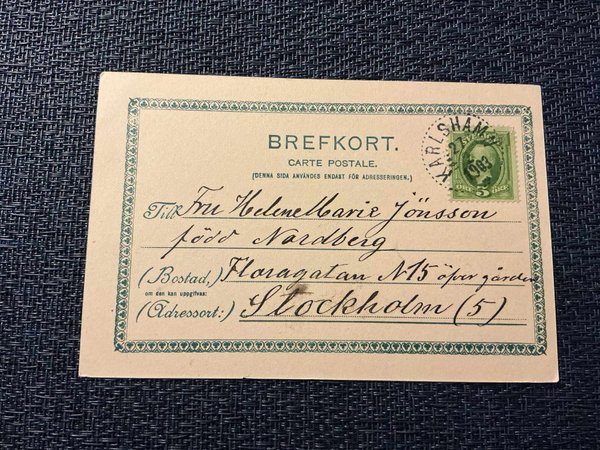 BREFKORT.
CARTE POSTALE.
(DENNA SIDA ANVÄNDES ENDAST FÖR ADRESSERINGEN.)
KARLSHAMN
1903
ÖRE 5 ÖRE
Till Fru Helene Marie Jönsson
född Nordberg
(Bostad,) Floragatan N 15 öfver gården
om den kan uppgifvas:
(Adressort:) Stockholm (5)